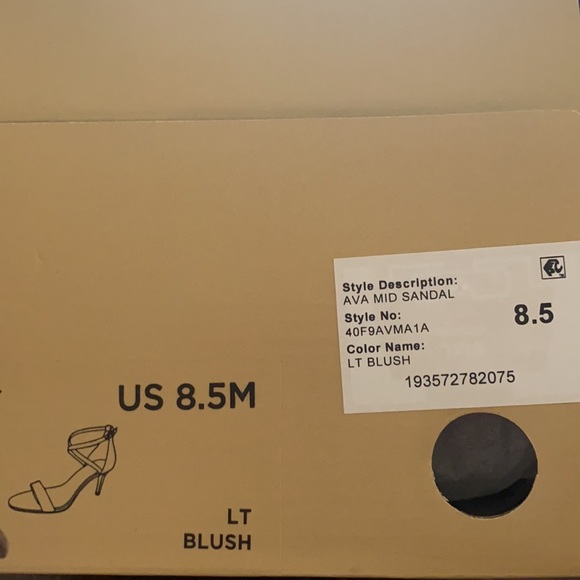 Style Description:
AVA MID SANDAL
Style No:
40F9AVMA1A
8.5
Color Name:
LT BLUSH
193572782075
US 8.5M
LT
BLUSH